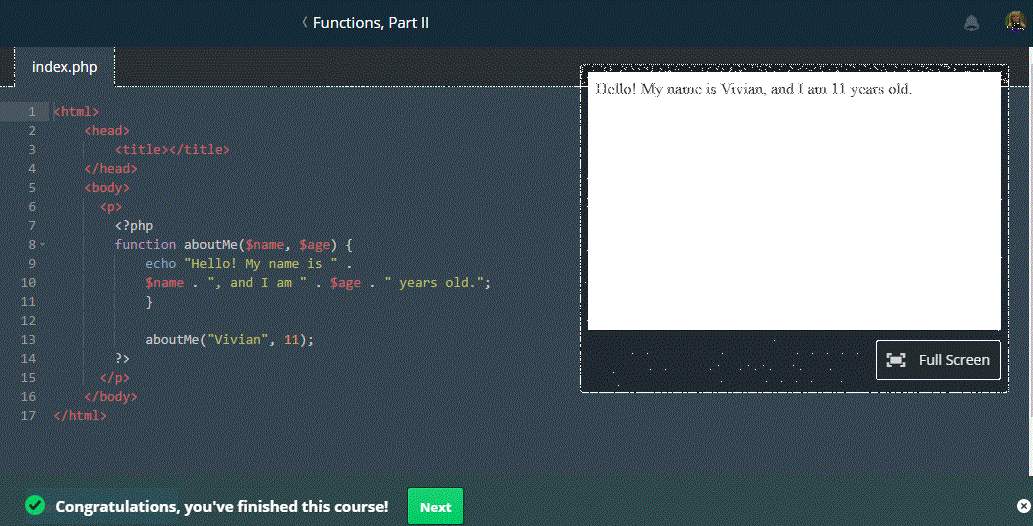 Functions, Part II
index.php
1 <html>
2 <head>
3 <title></title>
4 </head>
5 <body>
6 <p>
7 <?php
8 function aboutMe($name, $age) {
9 echo "Hello! My name is " .
10 $name . ", and I am " . $age . " years old.";
11 }
12
13 aboutMe("Vivian", 11);
14 ?>
15 </p>
16 </body>
17 </html>
Hello! My name is Vivian, and I am 11 years old.
Full Screen
Congratulations, you've finished this course!
Next